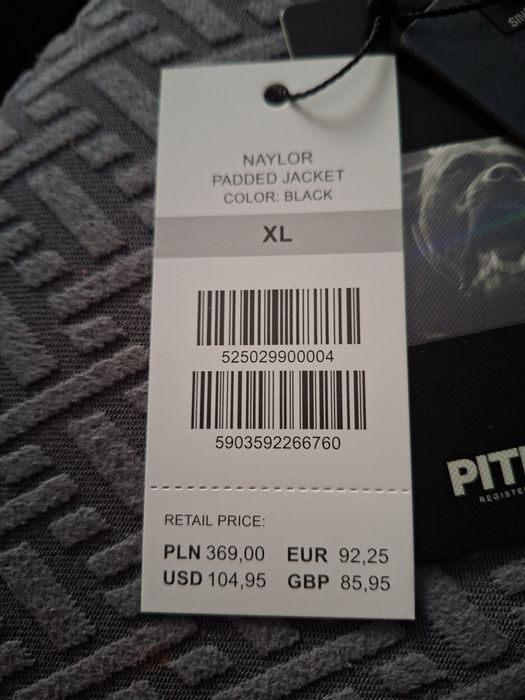 NAYLOR
PADDED JACKET
COLOR: BLACK
XL
525029900004
5903592266760
RETAIL PRICE:
PLN 369,00 EUR 92,25
USD 104,95 GBP 85,95
PIT